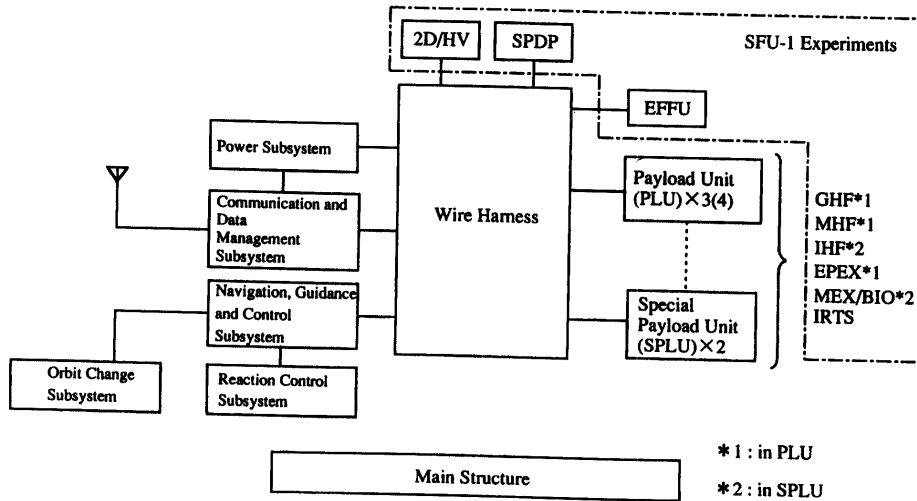 2D/HV
SPDP
SFU-1 Experiments
EFFU
Power Subsystem
Communication and
Data
Management
Subsystem
Wire Harness
Payload Unit
(PLU)×3(4)
GHF*1
MHF*1
IHF*2
EPEX*1
MEX/BIO*2
IRTS
Navigation, Guidance
and Control
Subsystem
Special
Payload Unit
(SPLU)×2
Orbit Change
Subsystem
Reaction Control
Subsystem
Main Structure
*1 : in PLU
*2 : in SPLU